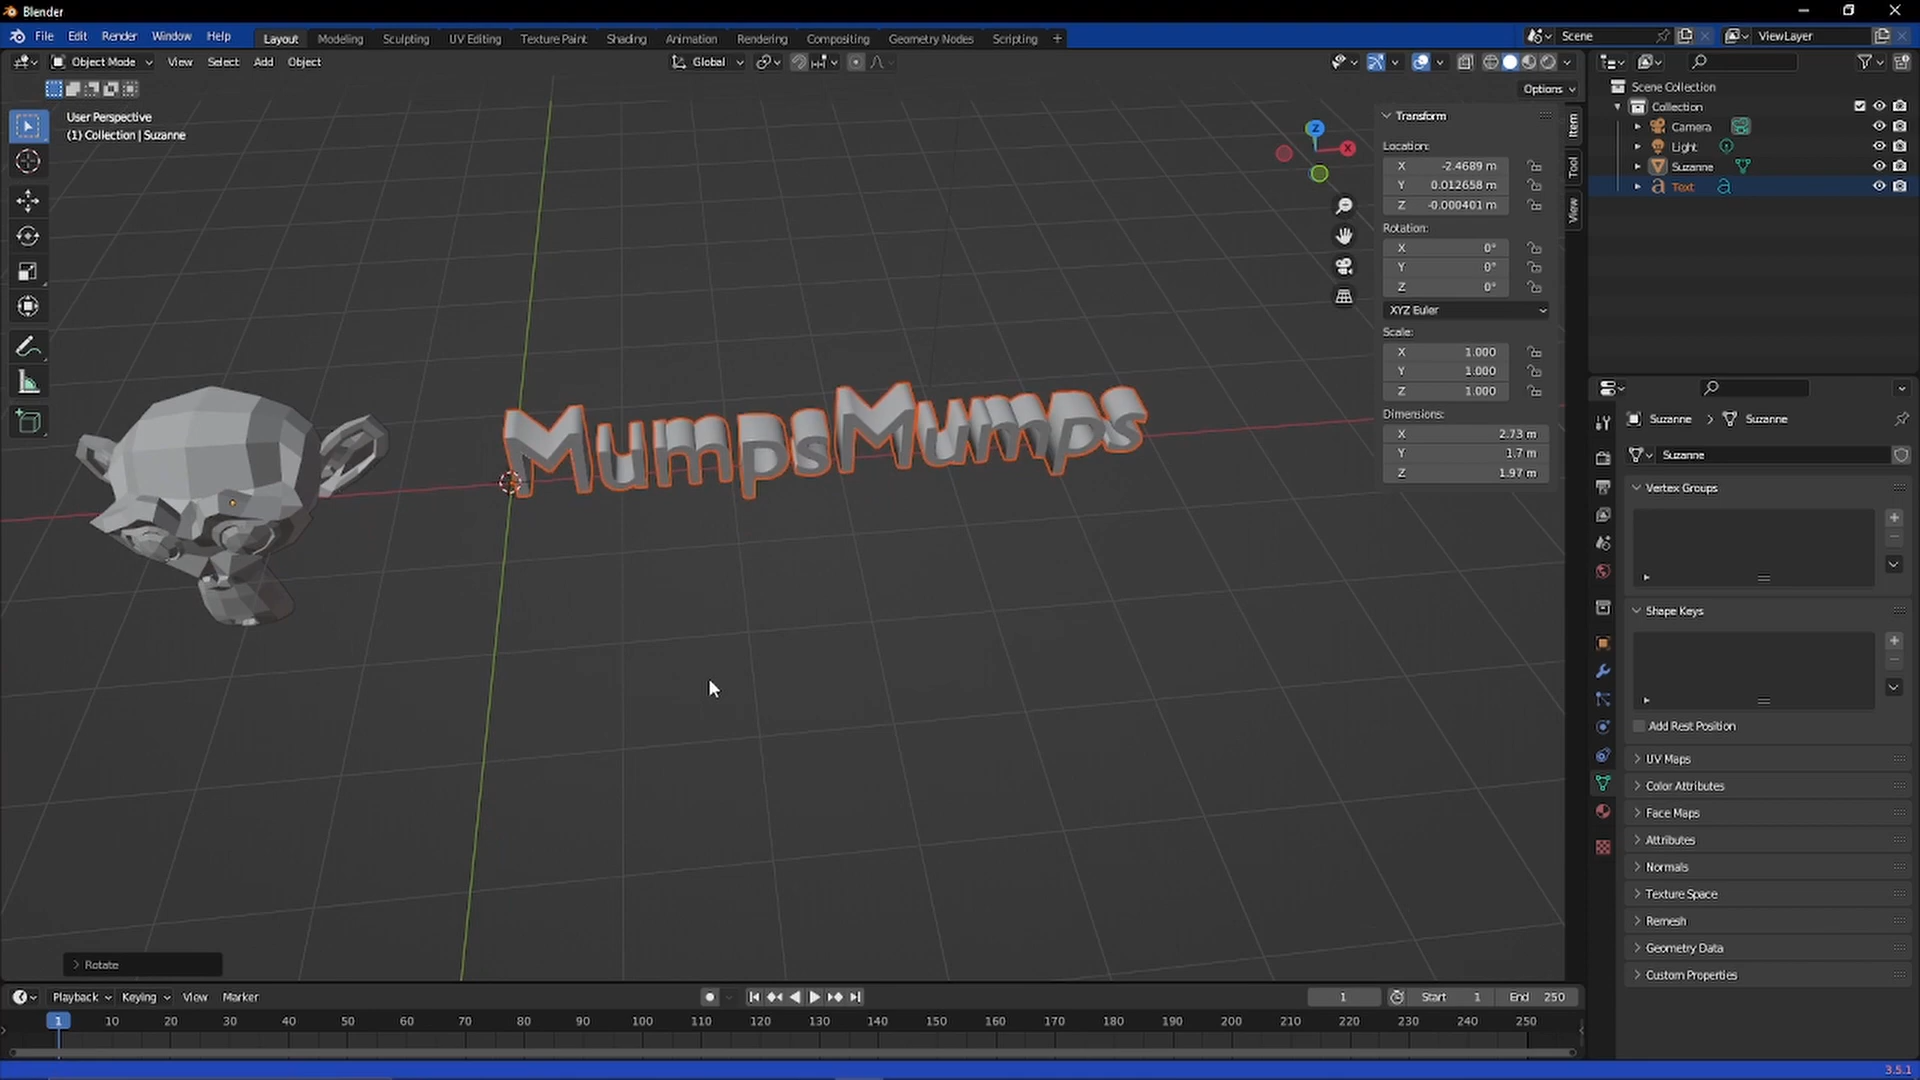 Blender
File Edit Render Window Help
Layout Modeling Sculpting UV Editing Texture Paint Shading Animation Rendering Compositing Geometry Nodes Scripting +
Scene
ViewLayer
Object Mode View Select Add Object
Global
Options
User Perspective
(1) Collection | Suzanne
Z
X
Transform
Location:
X -2.4689 m
Y 0.012658 m
Z -0.000401 m
Rotation:
X 0°
Y 0°
Z 0°
XYZ Euler
Scale:
X 1.000
Y 1.000
Z 1.000
Dimensions:
X 2.73 m
Y 1.7 m
Z 1.97 m
Item
Tool
View
MumpsMumps
Rotate
Scene Collection
Collection
Camera
Light
Suzanne
Text
Suzanne > Suzanne
Suzanne
Vertex Groups
Shape Keys
Add Rest Position
UV Maps
Color Attributes
Face Maps
Attributes
Normals
Texture Space
Remesh
Geometry Data
Custom Properties
Playback Keying View Marker
1 Start 1 End 250
1 10 20 30 40 50 60 70 80 90 100 110 120 130 140 150 160 170 180 190 200 210 220 230 240 250
3.5.1